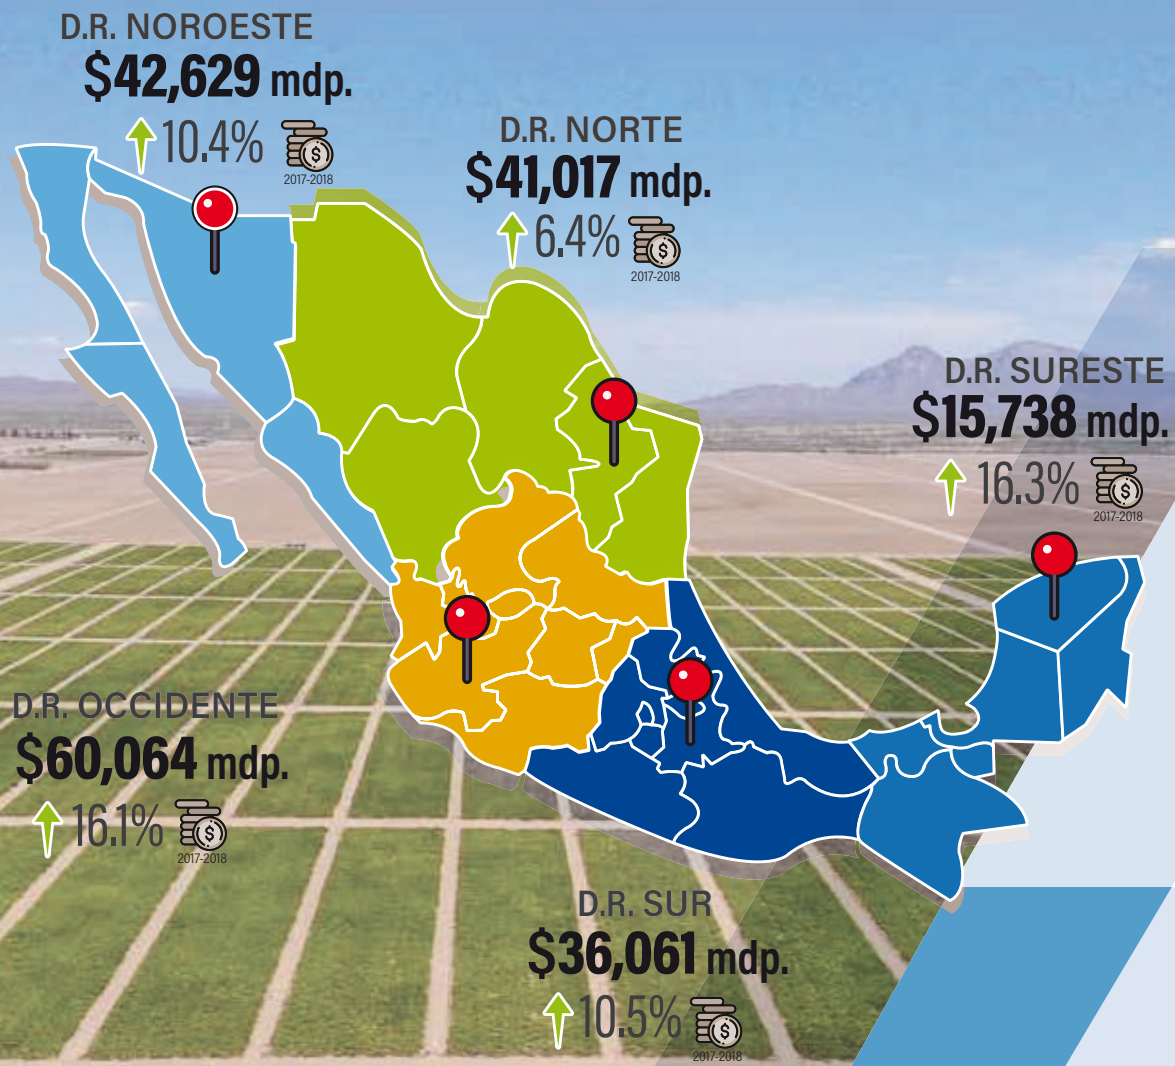 D.R. NOROESTE
$42,629 mdp.
10.4%
$
2017-2018
D.R. NORTE
$41,017 mdp.
6.4%
$
2017-2018
D.R. SURESTE
$15,738 mdp.
16.3%
$
2017-2018
D.R. OCCIDENTE
$60,064 mdp.
16.1%
$
2017-2018
D.R. SUR
$36,061 mdp.
10.5%
$
2017-2018